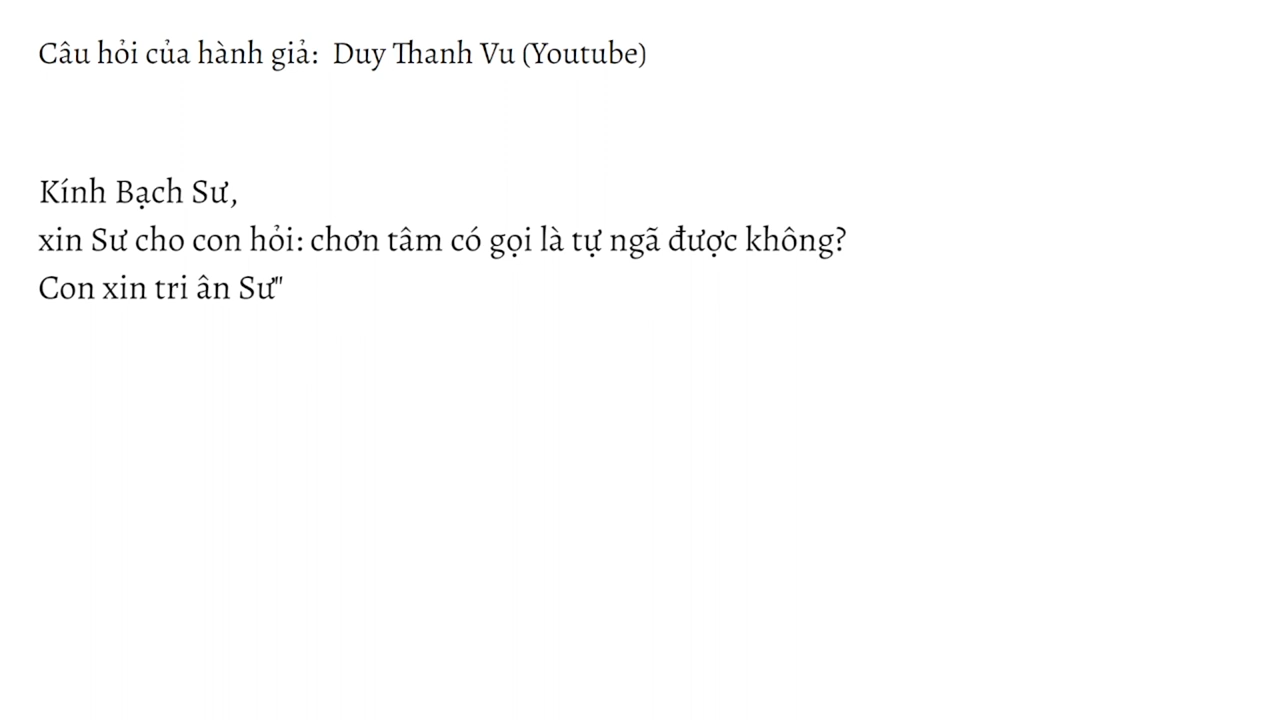 Câu hỏi của hành giả: Duy Thanh Vu (Youtube)
Kính Bạch Sư,
xin Sư cho con hỏi: chơn tâm có gọi là tự ngã được không?
Con xin tri ân Sư"